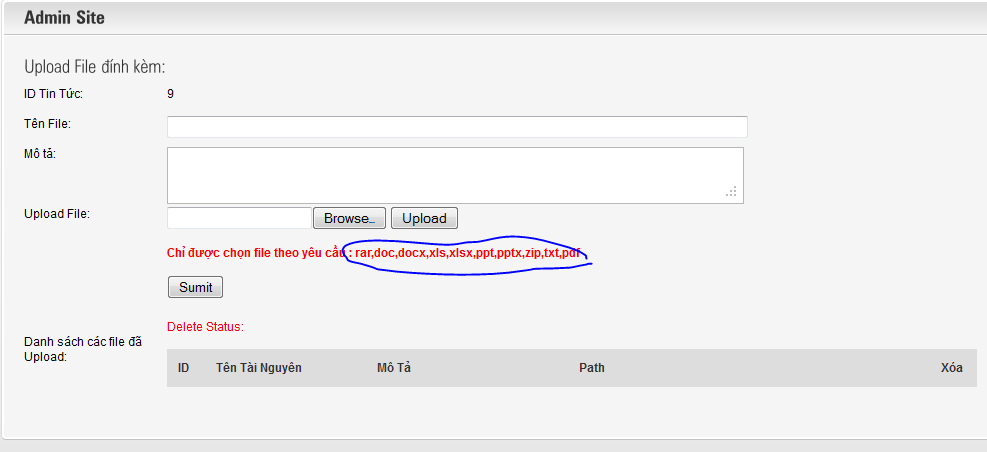 Admin Site
Upload File đính kèm:
ID Tin Tức: 9
Tên File:
Mô tả:
Upload File: Browse... Upload
Chỉ được chọn file theo yêu cầu : rar,doc,docx,xls,xlsx,ppt,pptx,zip,txt,pdf
Sumit
Delete Status:
Danh sách các file đã
Upload:
ID Tên Tài Nguyên Mô Tả Path Xóa